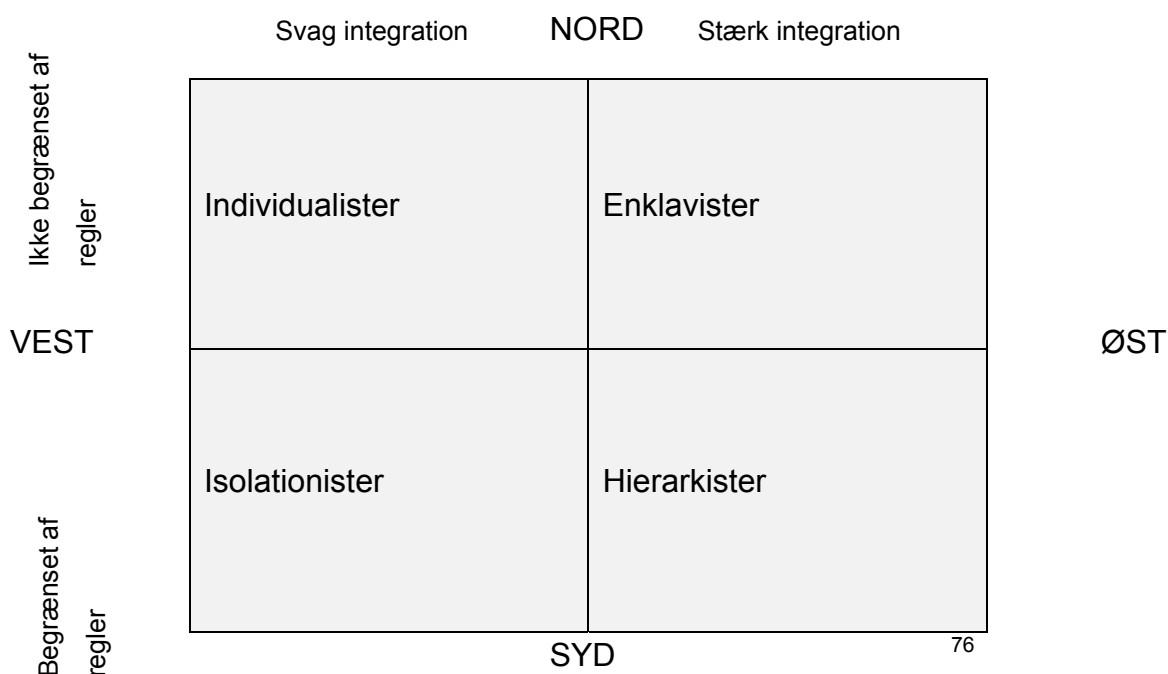 Svag integration NORD Stærk integration
Ikke begrænset af
regler
Individualister Enklavister
VEST ØST
Isolationister Hierarkister
Begrænset af
regler
SYD 76